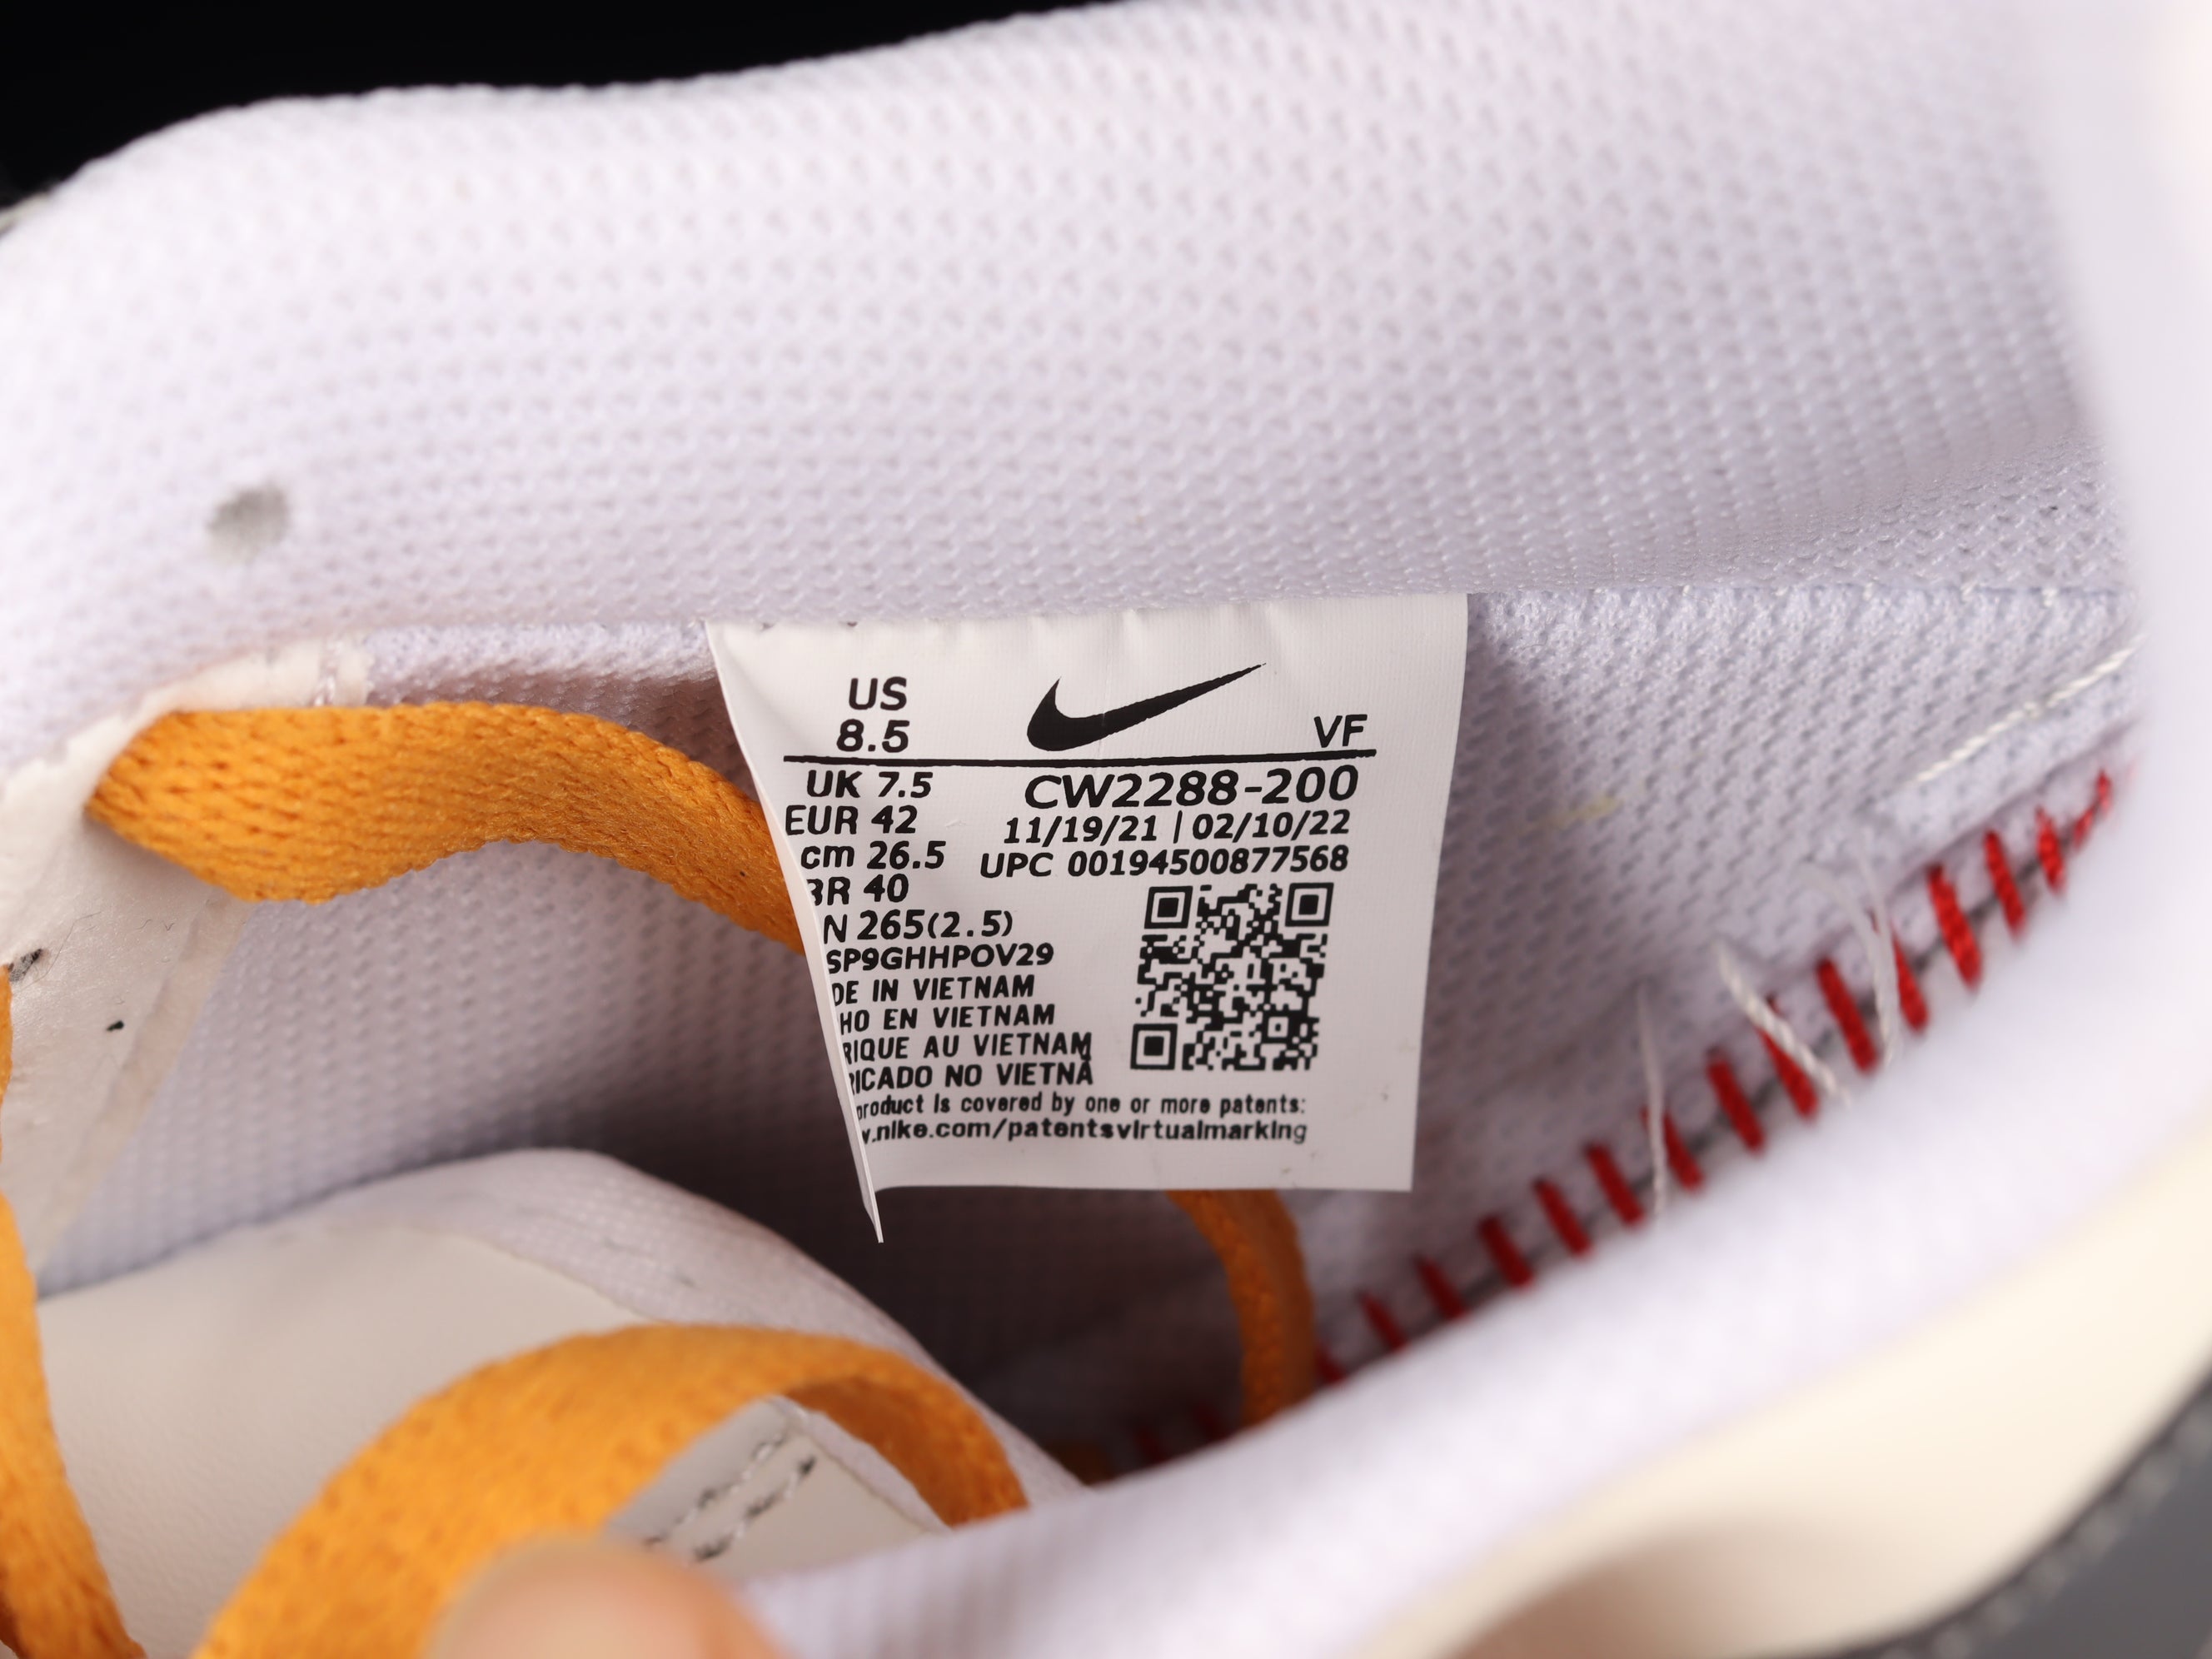 US
8.5
VF
UK 7.5
CW2288-200
EUR 42
11/19/21 | 02/10/22
cm 26.5
UPC 00194500877568
BR 40
N 265(2.5)
SP9GHHPOV29
DE IN VIETNAM
HO EN VIETNAM
RIQUE AU VIETNAM
RICADO NO VIETNÃ
product is covered by one or more patents:
w.nike.com/patentsvirtualmarking